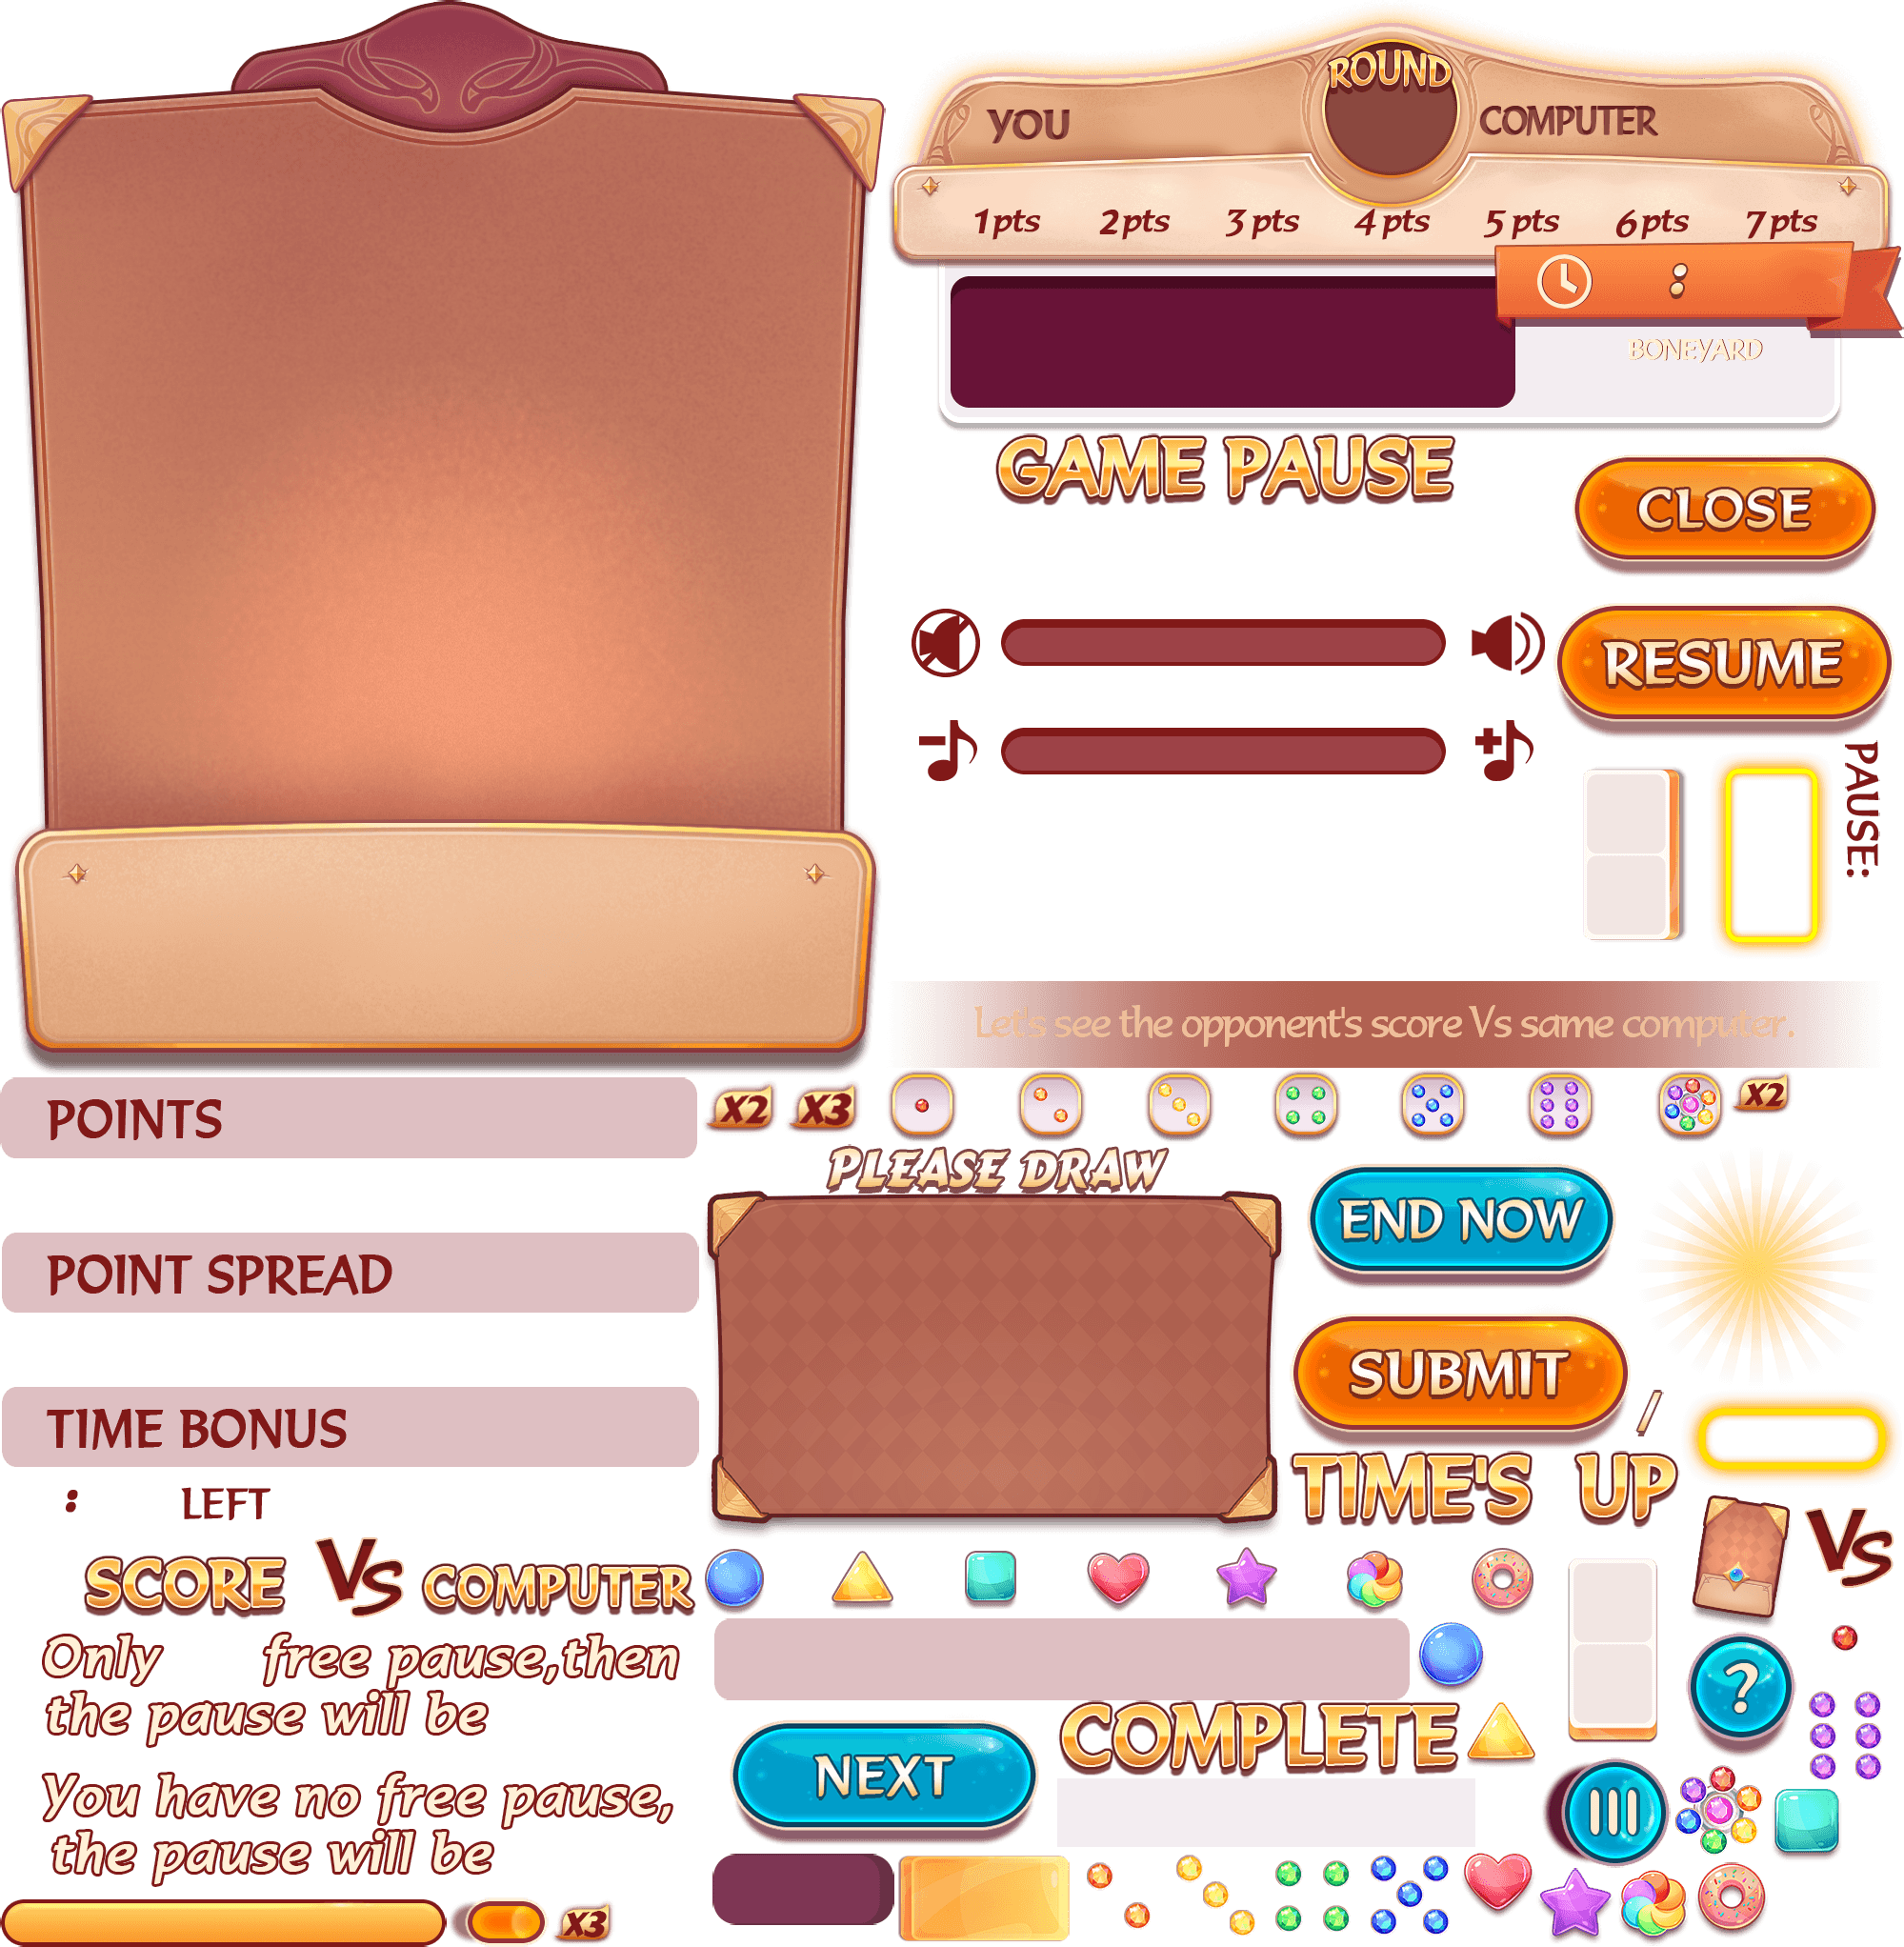 ROUND
YOU
COMPUTER
1pts 2pts 3pts 4pts 5pts 6pts 7pts
:
BONEYARD
GAME PAUSE
CLOSE
RESUME
PAUSE:
Let's see the opponent's score Vs same computer.
POINTS
X2 X3
X2
PLEASE DRAW
POINT SPREAD
END NOW
SUBMIT
/
TIME BONUS
: LEFT
TIME'S UP
SCORE Vs COMPUTER
Vs
Only free pause,then
the pause will be
?
COMPLETE
NEXT
You have no free pause,
the pause will be
X3